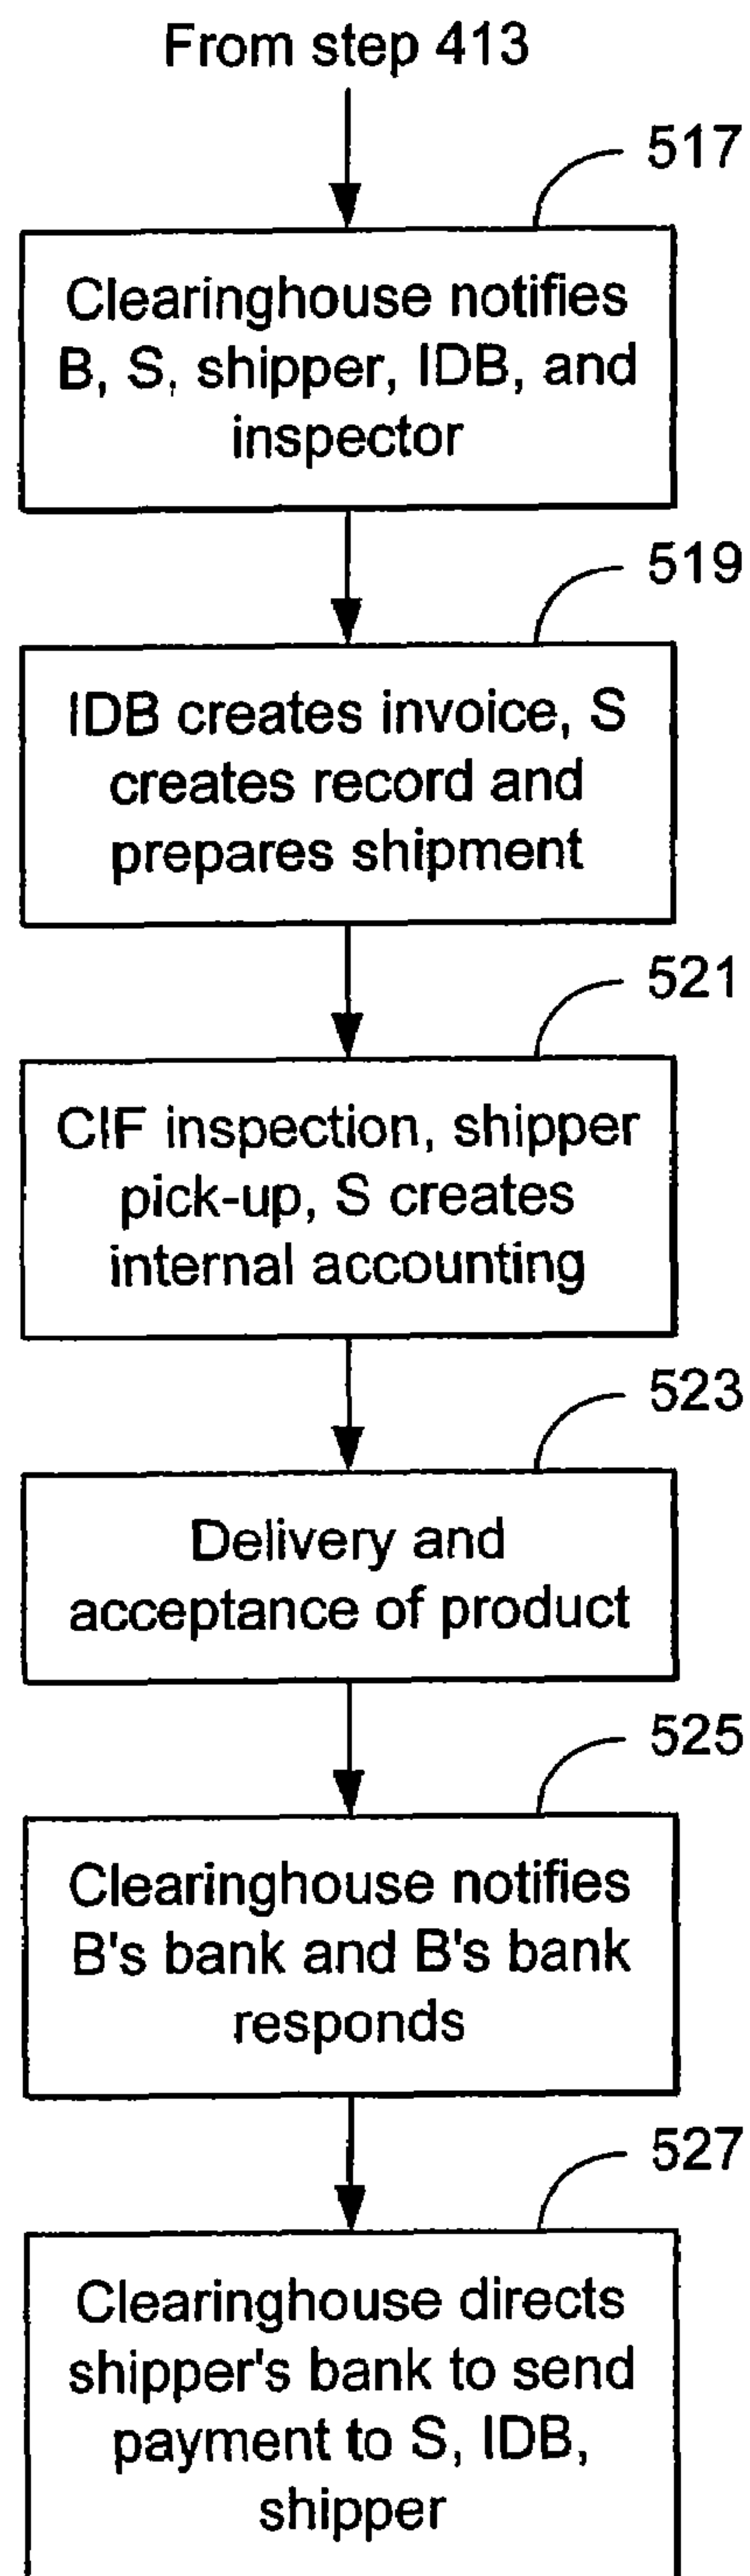 From step 413
517
Clearinghouse notifies
B, S, shipper, IDB, and
inspector
519
IDB creates invoice, S
creates record and
prepares shipment
521
CIF inspection, shipper
pick-up, S creates
internal accounting
523
Delivery and
acceptance of product
525
Clearinghouse notifies
B's bank and B's bank
responds
527
Clearinghouse directs
shipper's bank to send
payment to S, IDB,
shipper